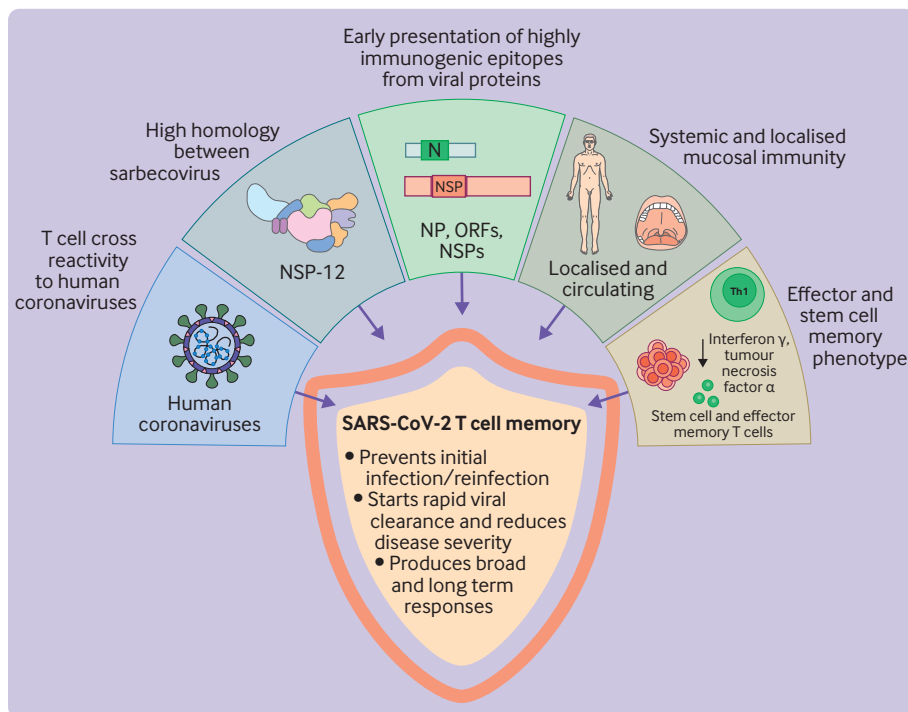 Early presentation of highly
immunogenic epitopes
from viral proteins
High homology
between
sarbecovirus
Systemic and localised
mucosal immunity
T cell cross
reactivity to human
coronaviruses
Effector and
stem cell
memory
phenotype
N
NSP
NP, ORFs,
NSPs
NSP-12
Localised and
circulating
Human
coronaviruses
Th1
Interferon γ,
tumour
necrosis
factor α
Stem cell and effector
memory T cells
SARS-CoV-2 T cell memory
• Prevents initial
infection/reinfection
• Starts rapid viral
clearance and reduces
disease severity
• Produces broad
and long term
responses